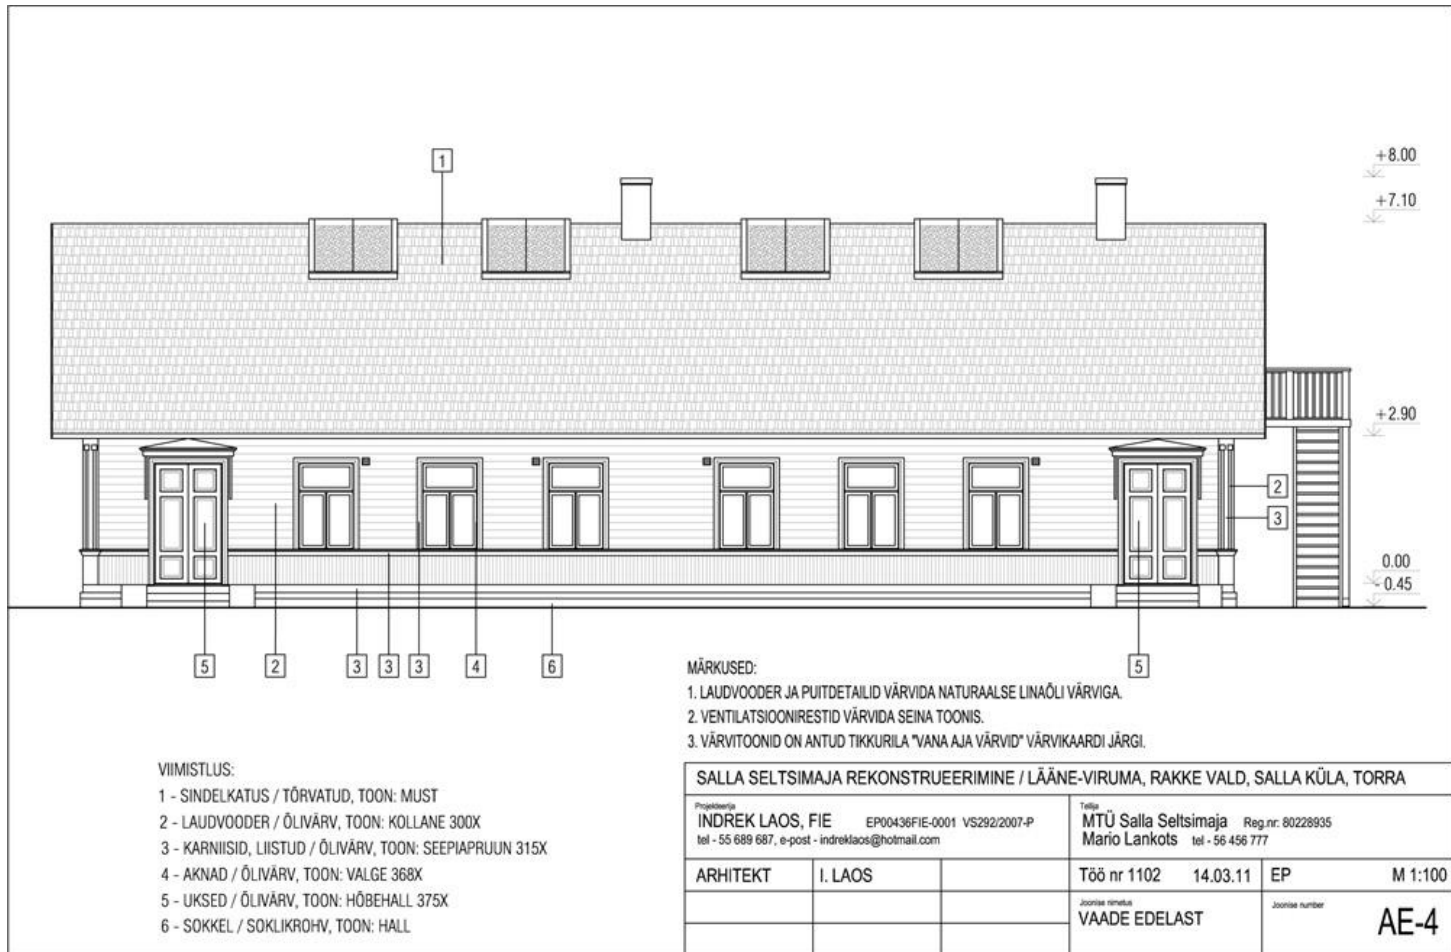 1
+8.00
+7.10
+2.90
2
3
0.00
- 0.45
5
2
3
3
3
4
6
5
MÄRKUSED:
1. LAUDVOODER JA PUITDETAILID VÄRVIDA NATURAALSE LINAÕLI VÄRVIGA.
2. VENTILATSIOONIRESTID VÄRVIDA SEINA TOONIS.
3. VÄRVITOONID ON ANTUD TIKKURILA "VANA AJA VÄRVID" VÄRVIKAARDI JÄRGI.
VIIMISTLUS:
1 - SINDELKATUS / TÕRVATUD, TOON: MUST
2 - LAUDVOODER / ÕLIVÄRV, TOON: KOLLANE 300X
3 - KARNIISID, LIISTUD / ÕLIVÄRV, TOON: SEEPIAPRUUN 315X
4 - AKNAD / ÕLIVÄRV, TOON: VALGE 368X
5 - UKSED / ÕLIVÄRV, TOON: HÕBEHALL 375X
6 - SOKKEL / SOKLIKROHV, TOON: HALL
SALLA SELTSIMAJA REKONSTRUEERIMINE / LÄÄNE-VIRUMA, RAKKE VALD, SALLA KÜLA, TORRA
Projekteerija
INDREK LAOS, FIE EP00436FIE-0001 VS292/2007-P
tel - 55 689 687, e-post - indreklaos@hotmail.com
Tellija
MTÜ Salla Seltsimaja Reg.nr: 80228935
Mario Lankots tel - 56 456 777
ARHITEKT I. LAOS
Töö nr 1102 14.03.11 EP M 1:100
Joonise nimetus
VAADE EDELAST
Joonise number
AE-4